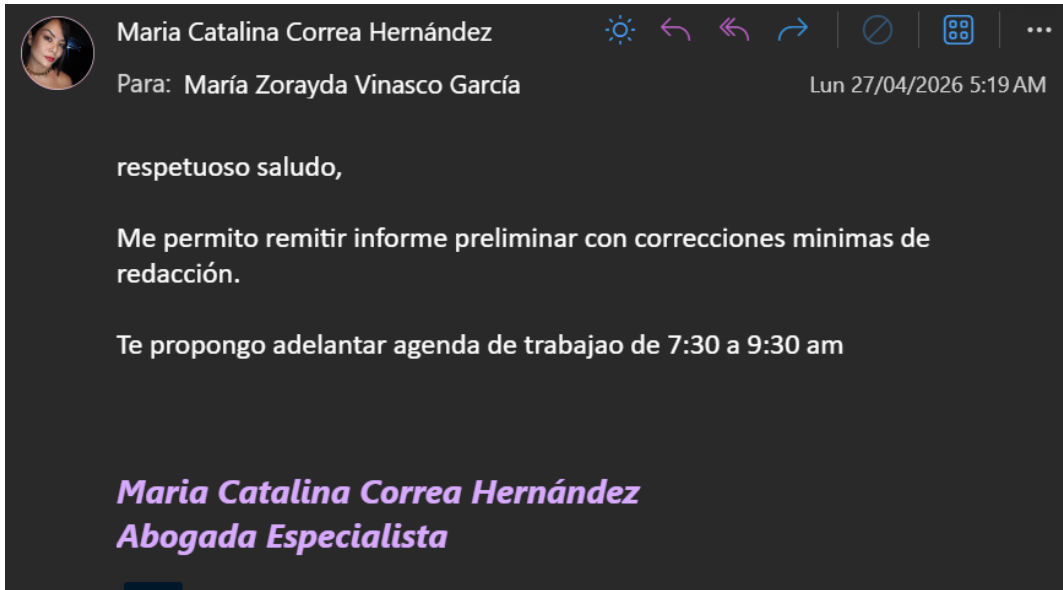 Maria Catalina Correa Hernández
Para: María Zorayda Vinasco García
Lun 27/04/2026 5:19 AM
respetuoso saludo,
Me permito remitir informe preliminar con correcciones minimas de
redacción.
Te propongo adelantar agenda de trabajao de 7:30 a 9:30 am
Maria Catalina Correa Hernández
Abogada Especialista